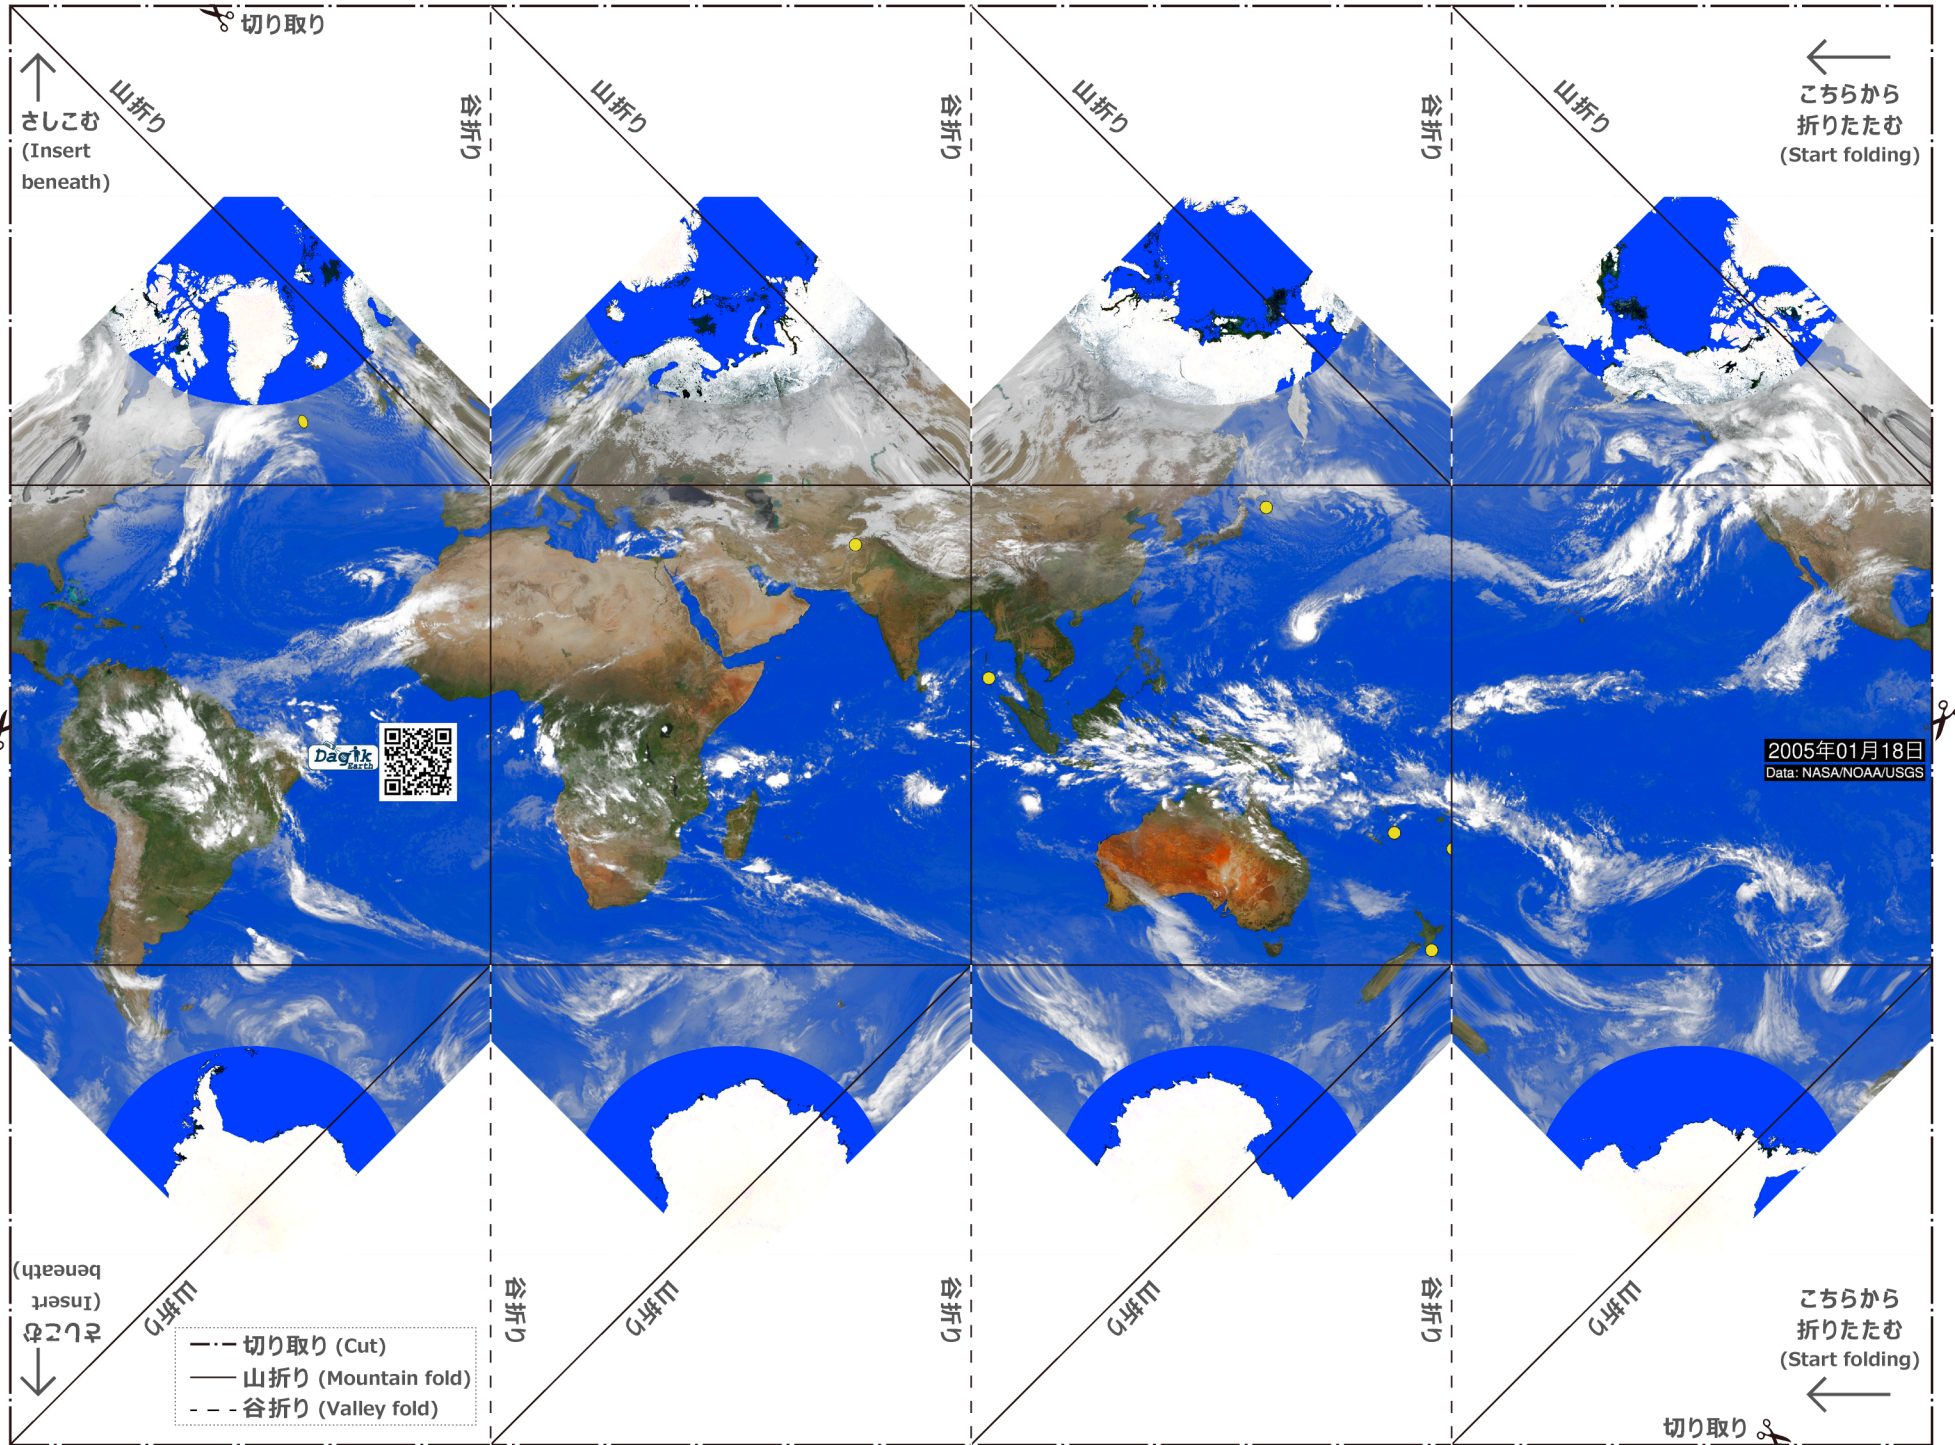 切り取り
さしこむ
(Insert
beneath)
山折り
谷折り
山折り
谷折り
山折り
谷折り
山折り
こちらから
折りたたむ
(Start folding)
Dagik
Earth
2005年01月18日
Data: NASA/NOAA/USGS
さしこむ
(Insert
beneath)
山折り
谷折り
山折り
谷折り
山折り
谷折り
山折り
こちらから
折りたたむ
(Start folding)
切り取り (Cut)
山折り (Mountain fold)
谷折り (Valley fold)
切り取り